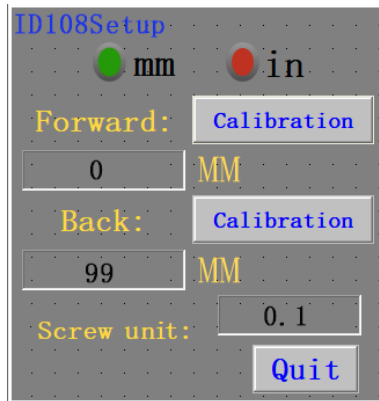 ID108Setup
mm in
Forward: Calibration
0 MM
Back: Calibration
99 MM
Screw unit: 0.1
Quit